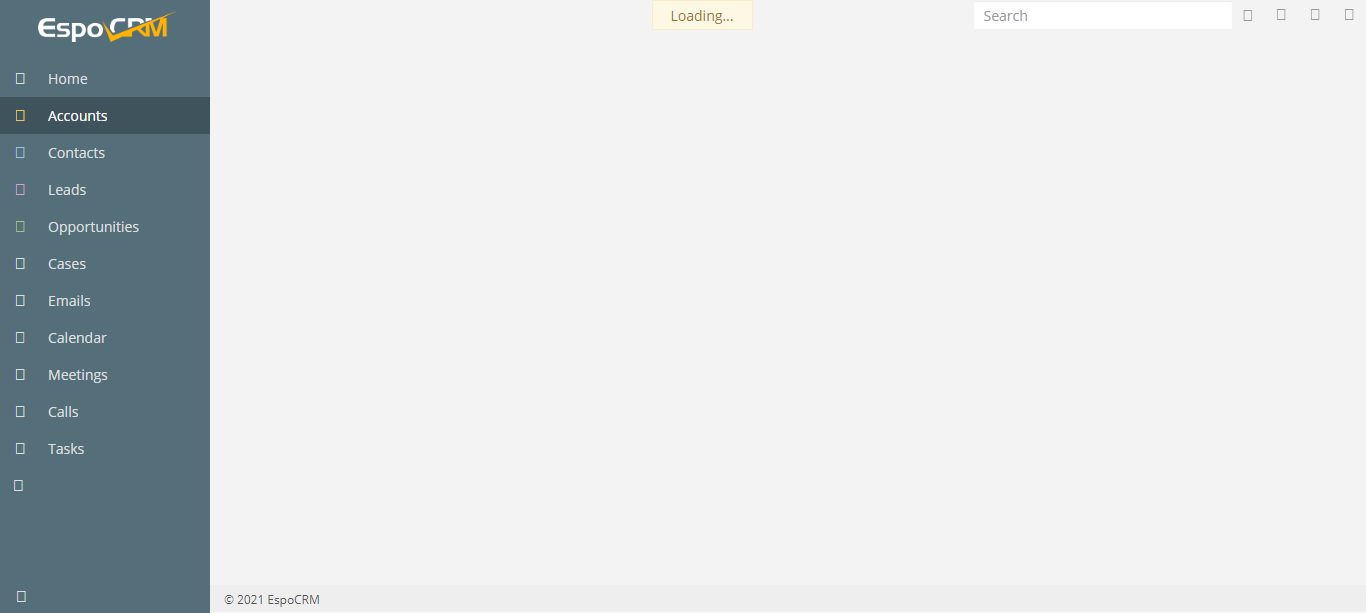 EspoCRM
Loading...
Search
Home
Accounts
Contacts
Leads
Opportunities
Cases
Emails
Calendar
Meetings
Calls
Tasks
© 2021 EspoCRM